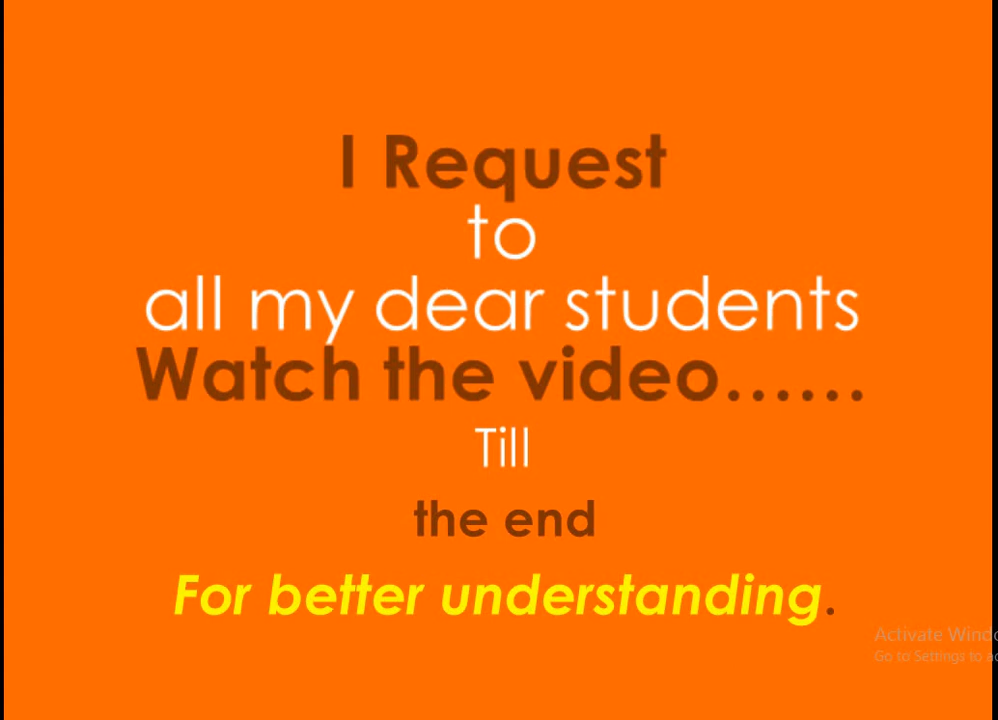 I Request
to
all my dear students
Watch the video......
Till
the end
For better understanding.
Activate Windo
Go to Settings to a